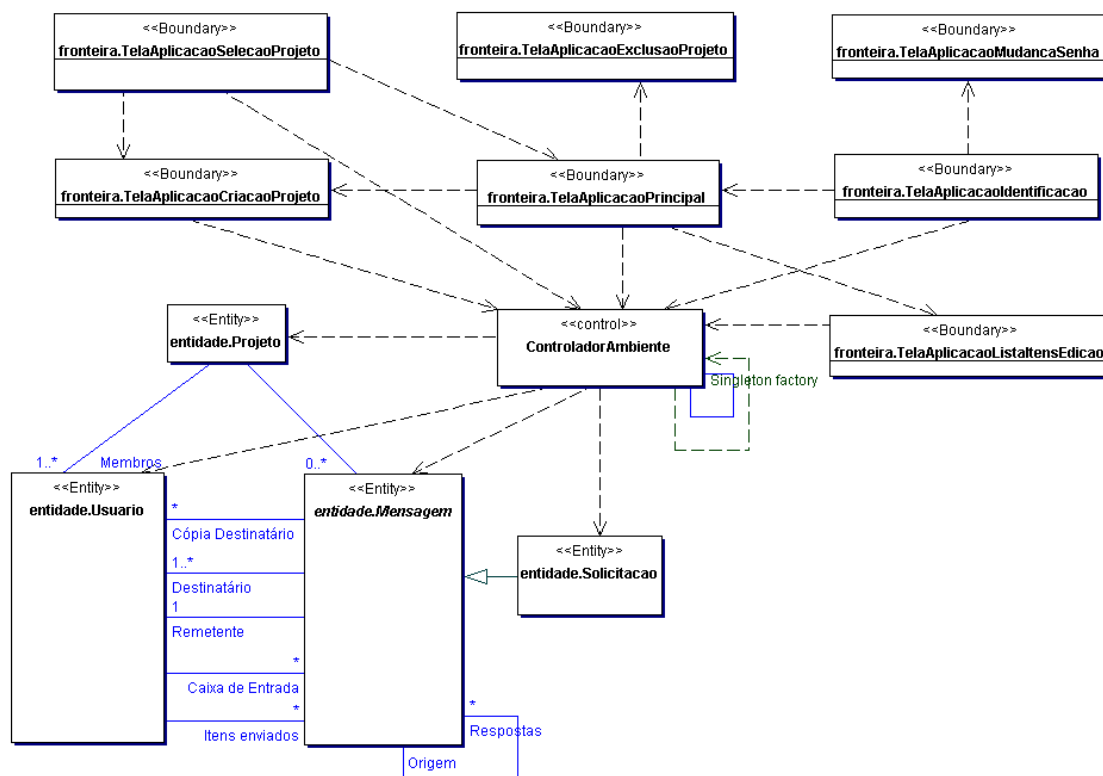 <<Boundary>>
fronteira.TelaAplicacaoSelecaoProjeto
<<Boundary>>
fronteira.TelaAplicacaoExclusaoProjeto
<<Boundary>>
fronteira.TelaAplicacaoMudancaSenha
<<Boundary>>
fronteira.TelaAplicacaoCriacaoProjeto
<<Boundary>>
fronteira.TelaAplicacaoPrincipal
<<Boundary>>
fronteira.TelaAplicacaoIdentificacao
<<Entity>>
entidade.Projeto
<<control>>
ControladorAmbiente
<<Boundary>>
fronteira.TelaAplicacaoListaItensEdicao
Singleton factory
1..*
Membros
0..*
<<Entity>>
entidade.Usuario
<<Entity>>
entidade.Mensagem
*
Cópia Destinatário
1..*
Destinatário
1
Remetente
*
Caixa de Entrada
*
Itens enviados
<<Entity>>
entidade.Solicitacao
*
Respostas
Origem